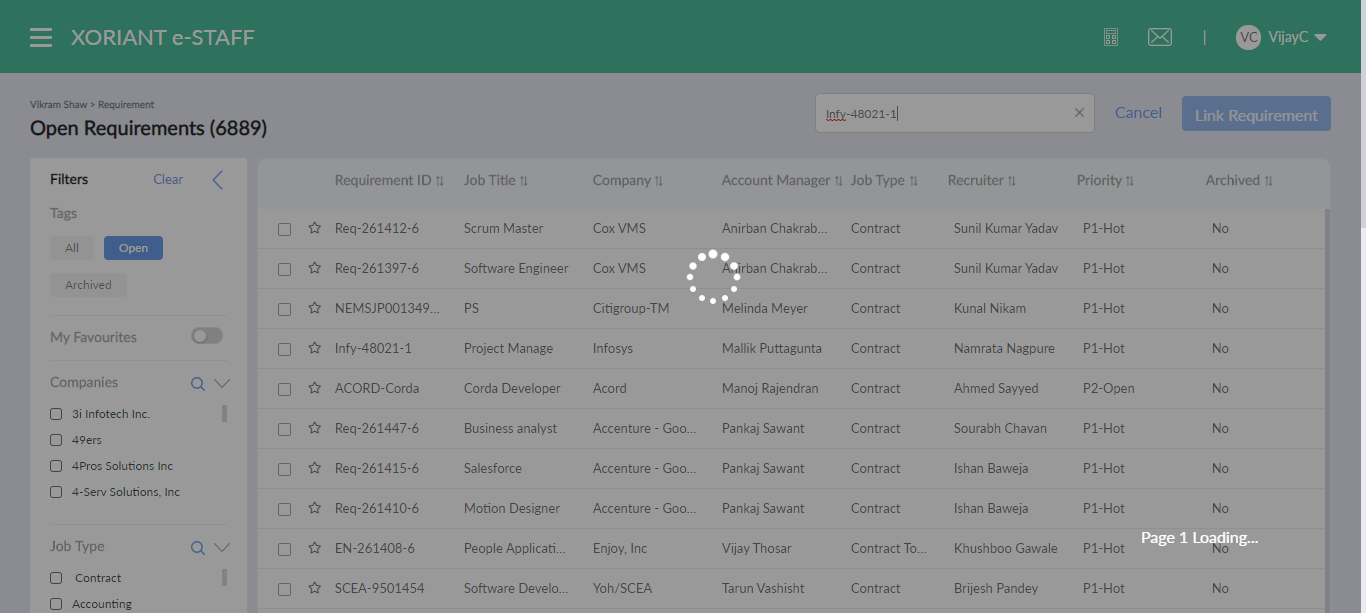 XORIANT e-STAFF
| VC VijayC
Vikram Shaw > Requirement
Open Requirements (6889)
Infy-48021-1
Cancel
Link Requirement
Filters Clear
Tags
All Open
Archived
My Favourites
Companies
3i Infotech Inc.
49ers
4Pros Solutions Inc
4-Serv Solutions, Inc
Job Type
Contract
Accounting
Requirement ID Job Title Company Account Manager Job Type Recruiter Priority Archived
Req-261412-6 Scrum Master Cox VMS Anirban Chakrab... Contract Sunil Kumar Yadav P1-Hot No
Req-261397-6 Software Engineer Cox VMS Anirban Chakrab... Contract Sunil Kumar Yadav P1-Hot No
NEMSJP001349... PS Citigroup-TM Melinda Meyer Contract Kunal Nikam P1-Hot No
Infy-48021-1 Project Manage Infosys Mallik Puttagunta Contract Namrata Nagpure P1-Hot No
ACORD-Corda Corda Developer Acord Manoj Rajendran Contract Ahmed Sayyed P2-Open No
Req-261447-6 Business analyst Accenture - Goo... Pankaj Sawant Contract Sourabh Chavan P1-Hot No
Req-261415-6 Salesforce Accenture - Goo... Pankaj Sawant Contract Ishan Baweja P1-Hot No
Req-261410-6 Motion Designer Accenture - Goo... Pankaj Sawant Contract Ishan Baweja P1-Hot No
EN-261408-6 People Applicati... Enjoy, Inc Vijay Thosar Contract To... Khushboo Gawale P1-Hot No
SCEA-9501454 Software Develo... Yoh/SCEA Tarun Vashisht Contract Brijesh Pandey P1-Hot No
Page 1 Loading...